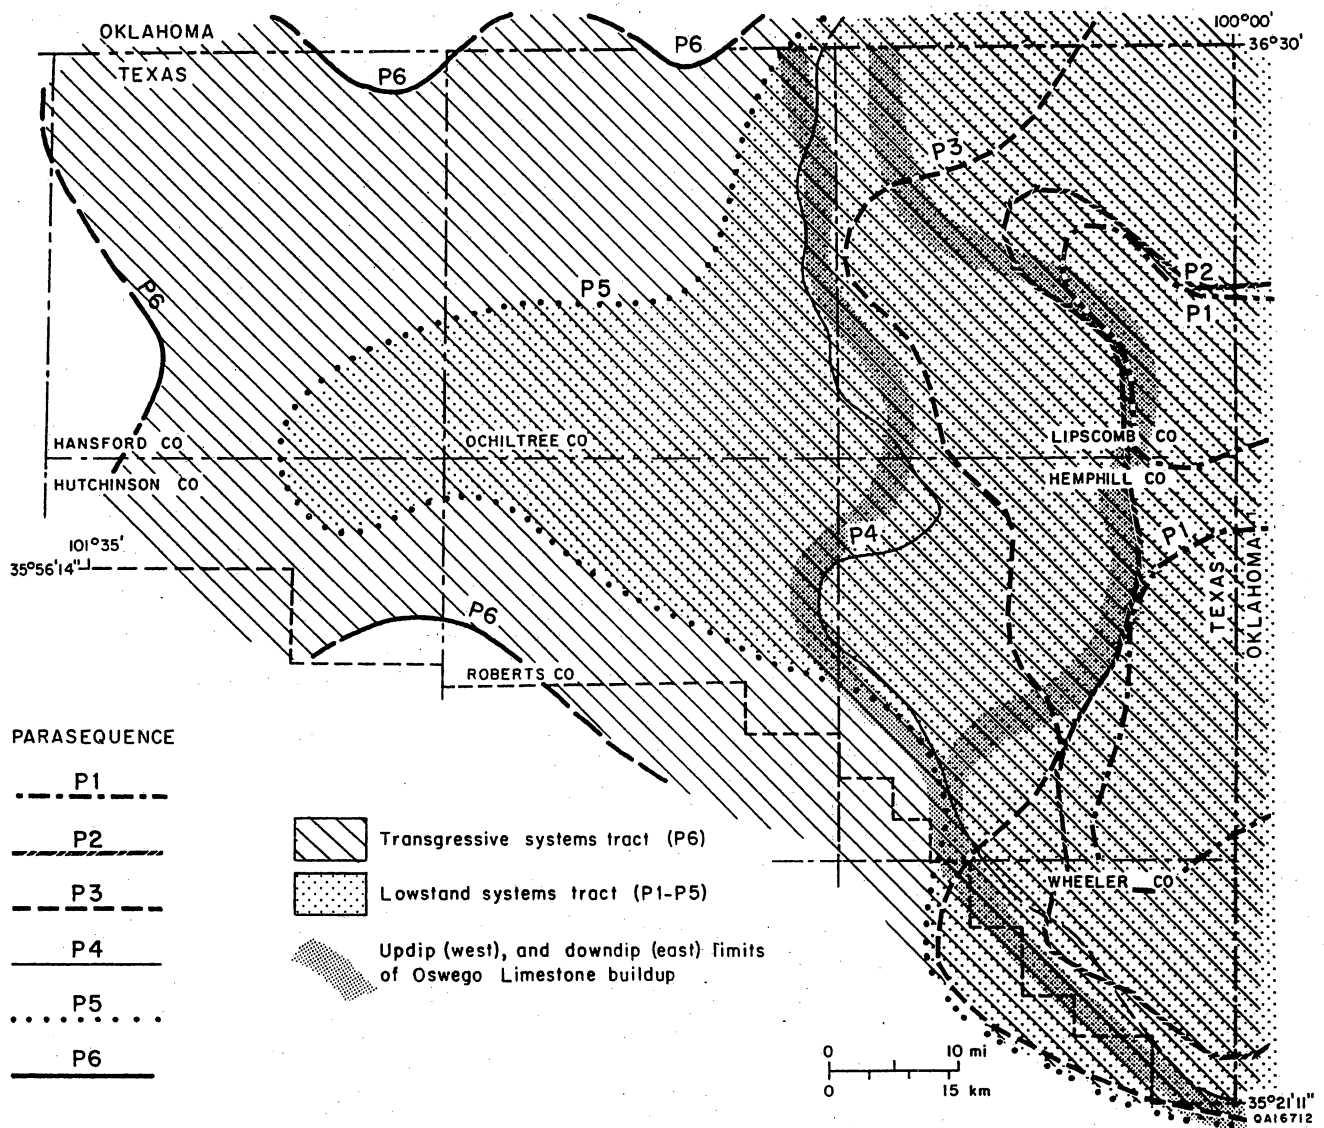 OKLAHOMA
TEXAS
P6
P6
100°00'
36°30'
P3
P2
P1
P6
P5
HANSFORD CO
OCHILTREE CO
LIPSCOMB CO
HUTCHINSON CO
HEMPHILL CO
P4
P1
101°35'
35°56'14"
TEXAS
OKLAHOMA
P6
ROBERTS CO
PARASEQUENCE
P1
P2
P3
P4
P5
P6
Transgressive systems tract (P6)
Lowstand systems tract (P1-P5)
Updip (west), and downdip (east) limits
of Oswego Limestone buildup
WHEELER CO
0 10 mi
0 15 km
35°21'11"
QA16712